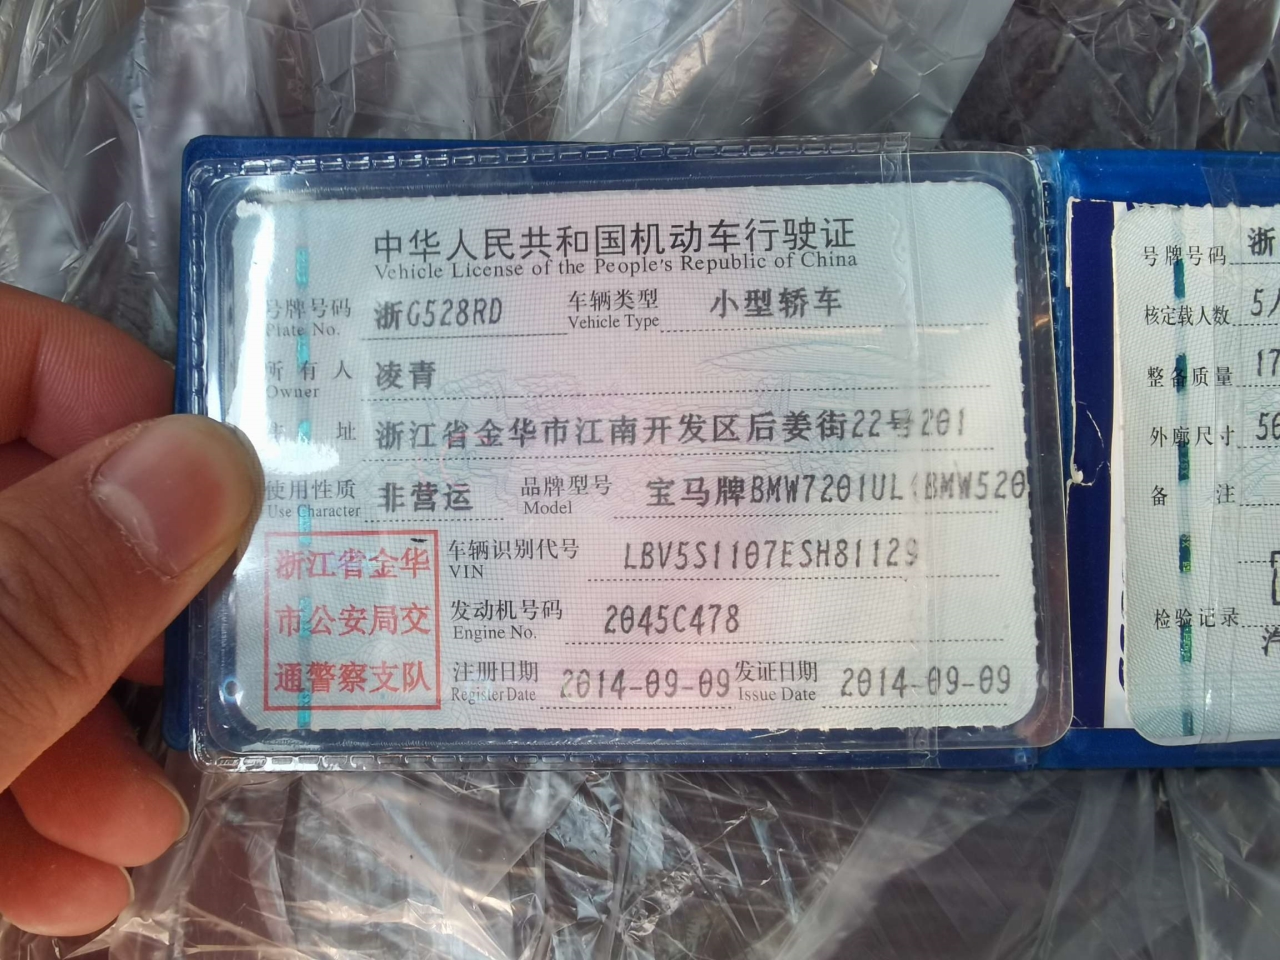 中华人民共和国机动车行驶证
Vehicle License of the People's Republic of China
号牌号码 浙G528RD 车辆类型 小型轿车
Plate No. Vehicle Type
所有人 凌青
Owner
住址 浙江省金华市江南开发区后姜街22号201
使用性质 非营运 品牌型号 宝马牌BMW7201UL(BMW520
Use Character Model
浙江省金华
市公安局交
通警察支队
车辆识别代号 LBV5S1107ESH81129
VIN
发动机号码 2045C478
Engine No.
注册日期 2014-09-09 发证日期 2014-09-09
Register Date Issue Date
号牌号码 浙
核定载人数 5
整备质量 17
外廓尺寸 50
备注
检验记录